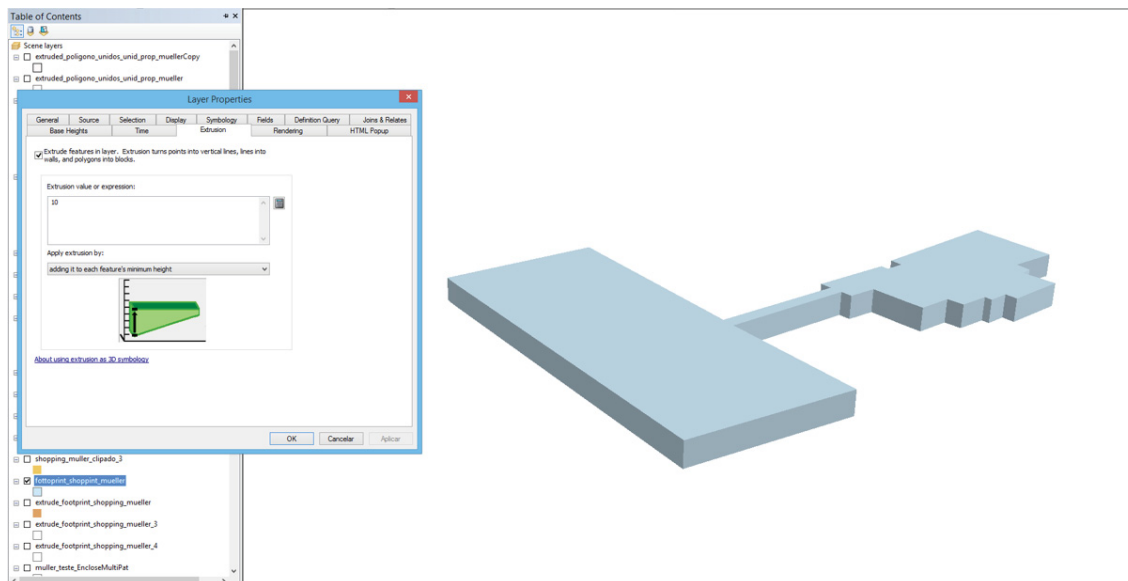 Table of Contents
Scene layers
extruded_poligono_unidos_unid_prop_muellerCopy
extruded_poligono_unidos_unid_prop_mueller
Layer Properties
General Source Selection Display Symbology Fields Definition Query Joins & Relates
Base Heights Time Extrusion Rendering HTML Popup
Extrude features in layer. Extrusion turns points into vertical lines, lines into
walls, and polygons into blocks.
Extrusion value or expression:
10
Apply extrusion by:
adding it to each feature's minimum height
About using extrusion as 3D symbology
OK Cancelar Aplicar
shopping_muller_clipado_3
fottoprint_shoppint_mueller
extrude_footprint_shopping_mueller
extrude_footprint_shopping_mueller_3
extrude_footprint_shopping_mueller_4
muller_teste_EncloseMultiPat